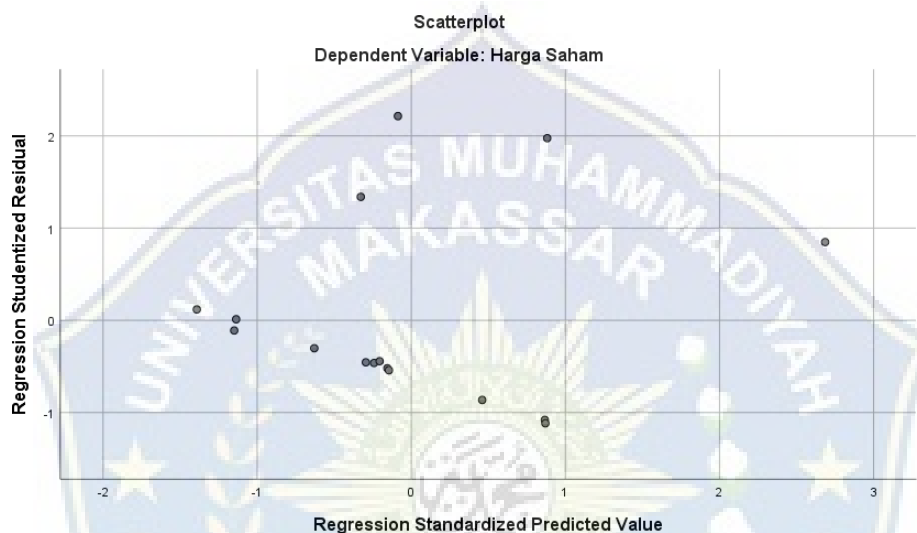 Scatterplot
Dependent Variable: Harga Saham
Regression Studentized Residual
2
1
0
-1
-2
-1
0
1
2
3
Regression Standardized Predicted Value
UNIVERSITAS MUHAMMADIYAH
MAKASSAR